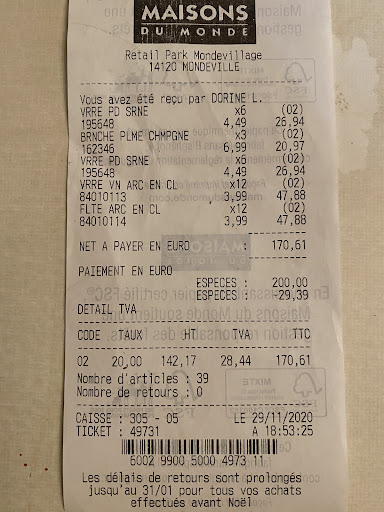 MAISONS
DU MONDE
Retail Park Mondevillage
14120 MONDEVILLE
Vous avez été reçu par DORINE L.
VRRE PD SRNE x6 (02)
195648 4,49 26,94
BRNCHE PLME CHMPGNE x3 (02)
162346 6,99 20,97
VRRE PD SRNE x6 (02)
195648 4,49 26,94
VRRE VN ARC EN CL x12 (02)
84010113 3,99 47,88
FLTE ARC EN CL x12 (02)
84010114 3,99 47,88
NET A PAYER EN EURO : 170,61
PAIEMENT EN EURO
ESPECES : 200,00
ESPECES : -29,39
DETAIL TVA
CODE TAUX HT TVA TTC
02 20,00 142,17 28,44 170,61
Nombre d'articles : 39
Nombre de retours : 0
CAISSE : 305 - 05 LE 29/11/2020
TICKET : 49731 A 18:53:25
6002 9900 5000 4973 11
Les délais de retours sont prolongés
jusqu'au 31/01 pour tous vos achats
effectués avant Noël